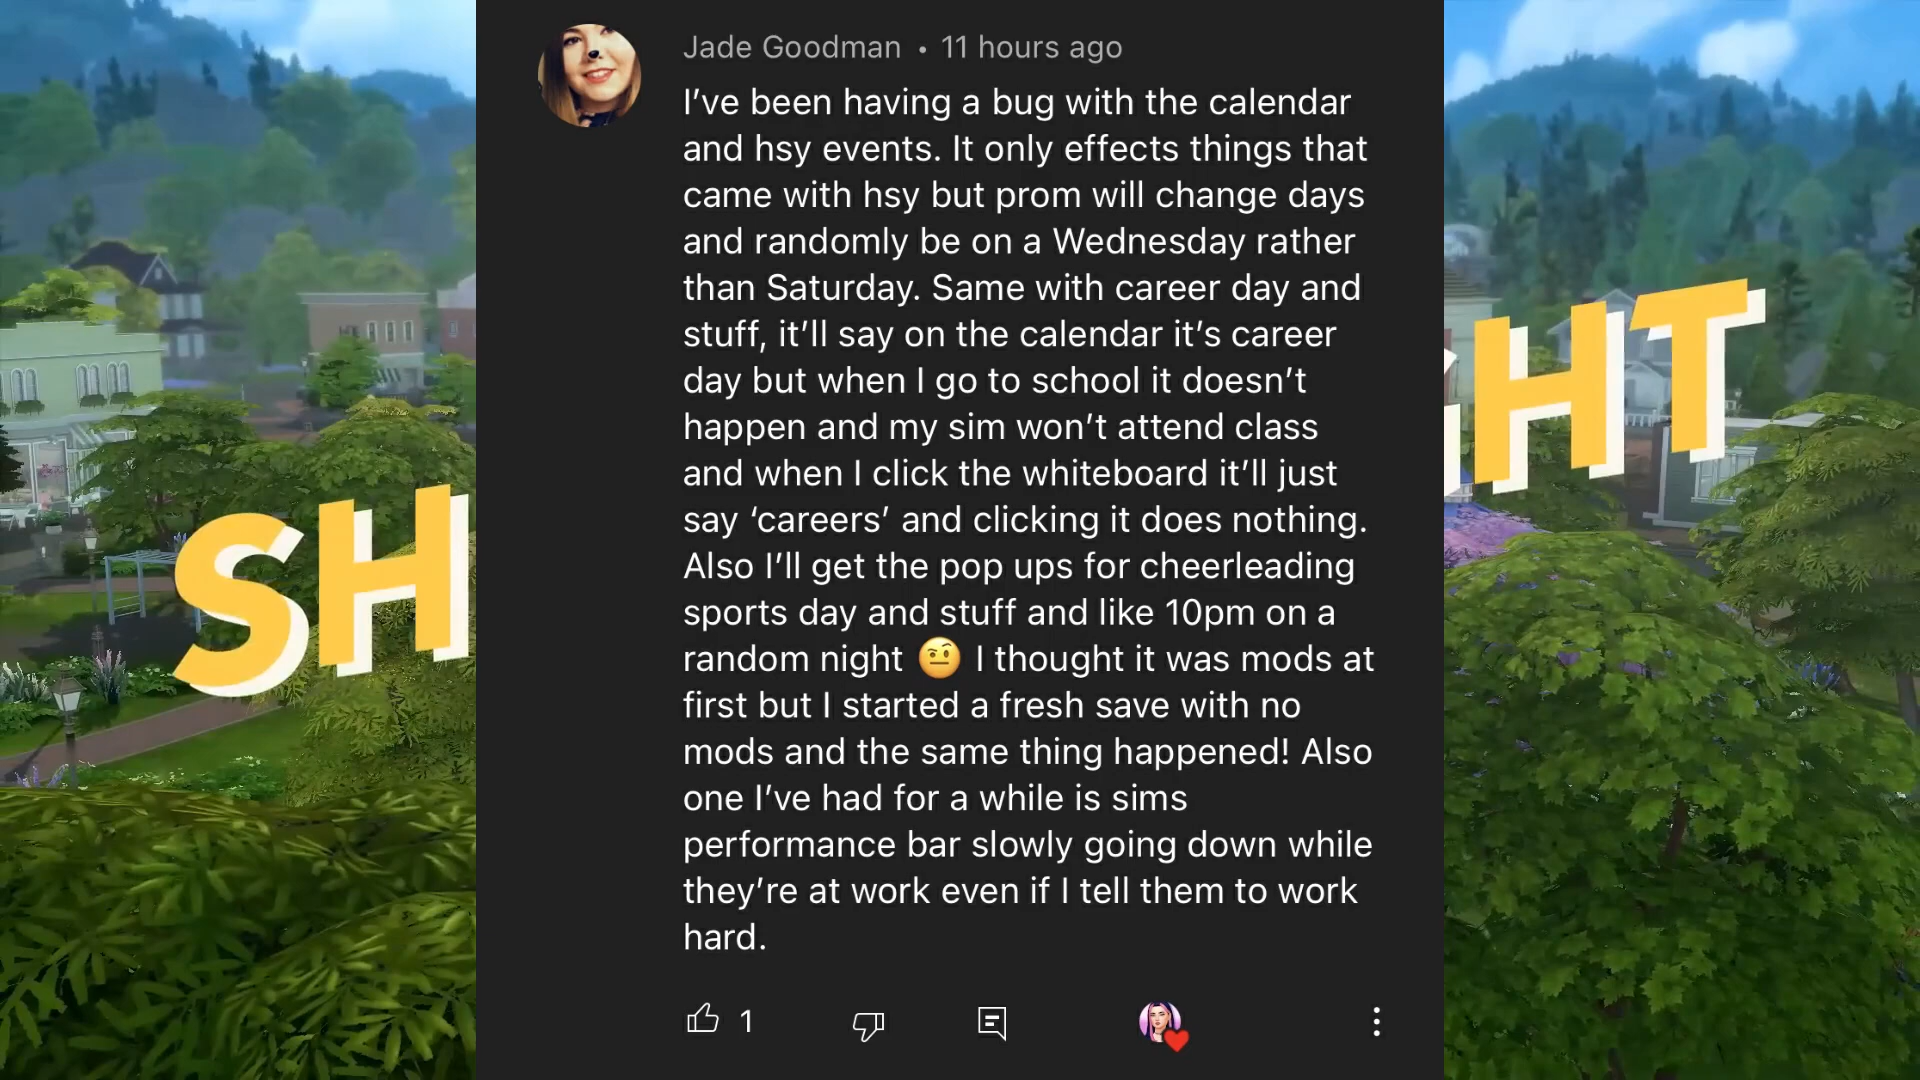 Jade Goodman • 11 hours ago
I’ve been having a bug with the calendar
and hsy events. It only effects things that
came with hsy but prom will change days
and randomly be on a Wednesday rather
than Saturday. Same with career day and
stuff, it’ll say on the calendar it’s career
day but when I go to school it doesn’t
happen and my sim won’t attend class
and when I click the whiteboard it’ll just
say ‘careers’ and clicking it does nothing.
Also I’ll get the pop ups for cheerleading
sports day and stuff and like 10pm on a
random night 🤨 I thought it was mods at
first but I started a fresh save with no
mods and the same thing happened! Also
one I’ve had for a while is sims
performance bar slowly going down while
they’re at work even if I tell them to work
hard.
1
SH
HT